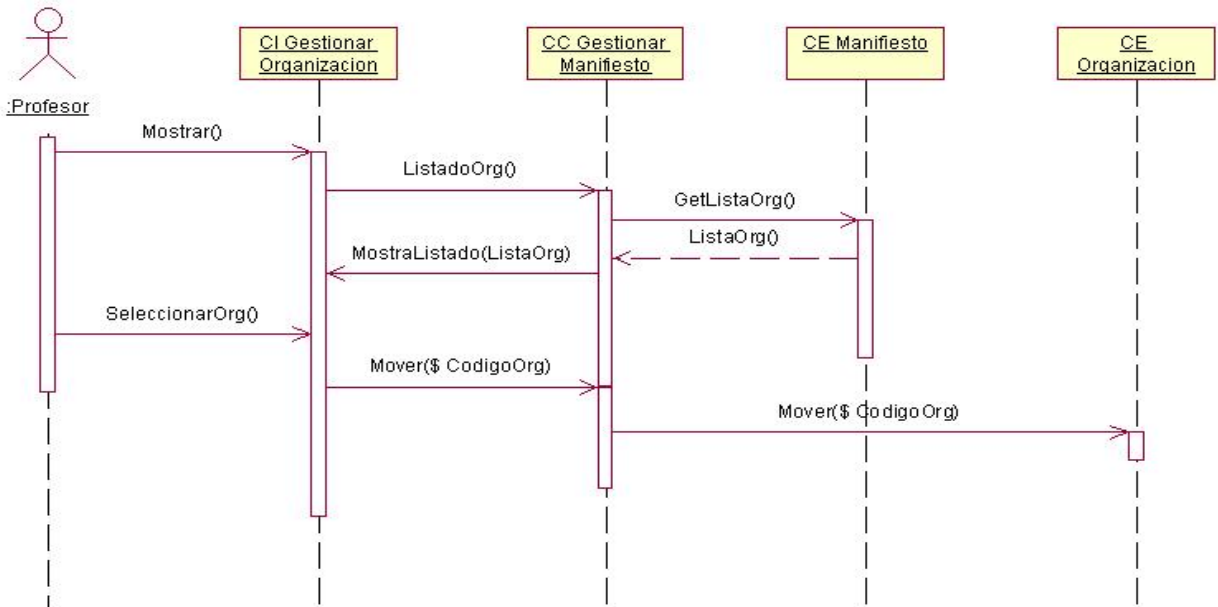 CI Gestionar
Organizacion
CC Gestionar
Manifiesto
CE Manifiesto
CE
Organizacion
:Profesor
Mostrar()
ListadoOrg()
GetListaOrg()
ListaOrg()
MostraListado(ListaOrg)
SeleccionarOrg()
Mover($ CodigoOrg)
Mover($ CodigoOrg)